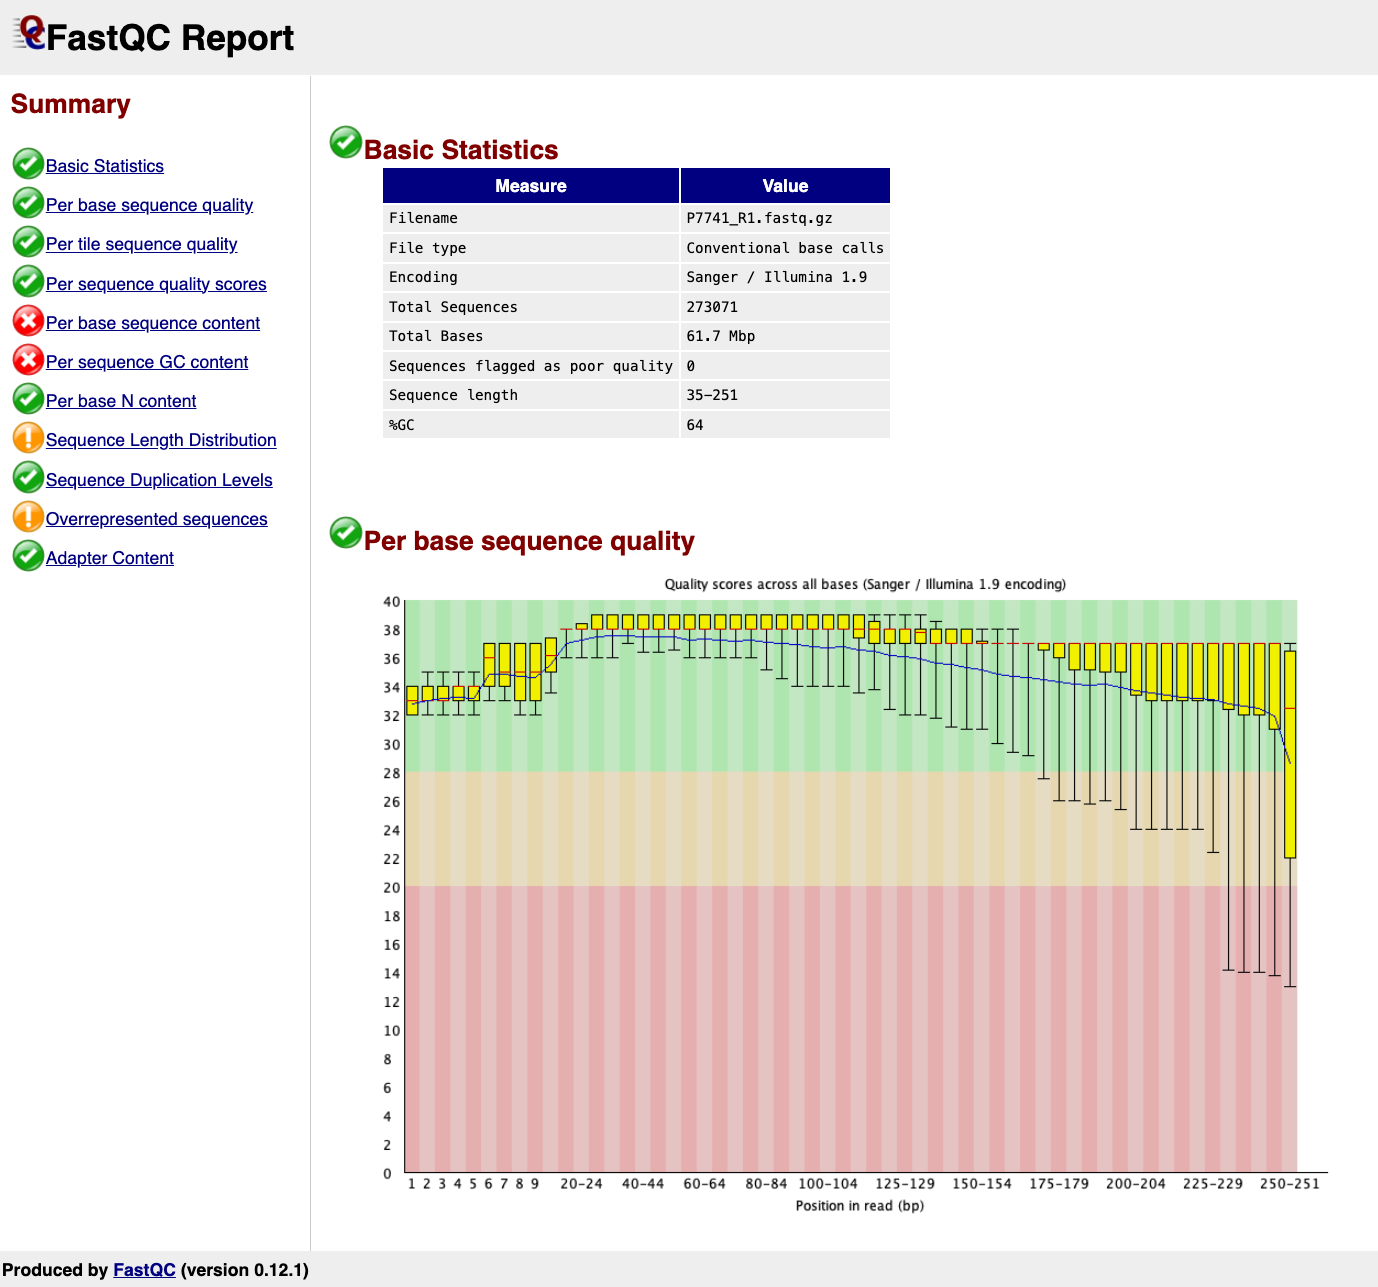 FastQC Report
Summary
Basic Statistics
Per base sequence quality
Per tile sequence quality
Per sequence quality scores
Per base sequence content
Per sequence GC content
Per base N content
Sequence Length Distribution
Sequence Duplication Levels
Overrepresented sequences
Adapter Content
Basic Statistics
Measure Value
Filename P7741_R1.fastq.gz
File type Conventional base calls
Encoding Sanger / Illumina 1.9
Total Sequences 273071
Total Bases 61.7 Mbp
Sequences flagged as poor quality 0
Sequence length 35-251
%GC 64
Per base sequence quality
Quality scores across all bases (Sanger / Illumina 1.9 encoding)
40
38
36
34
32
30
28
26
24
22
20
18
16
14
12
10
8
6
4
2
0
1 2 3 4 5 6 7 8 9 20-24 40-44 60-64 80-84 100-104 125-129 150-154 175-179 200-204 225-229 250-251
Position in read (bp)
Produced by FastQC (version 0.12.1)